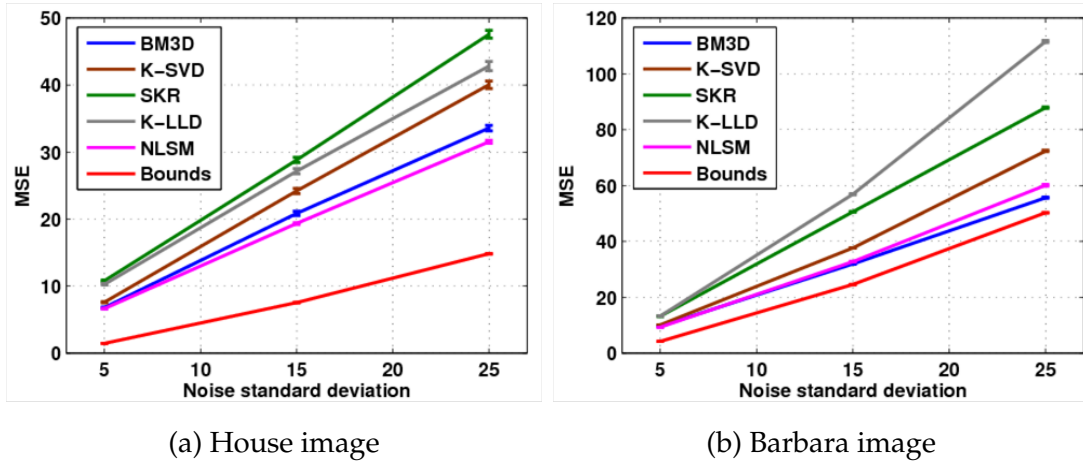 50
40
30
20
10
0
MSE
BM3D
K-SVD
SKR
K-LLD
NLSM
Bounds
5
10
15
20
25
Noise standard deviation
(a) House image
120
100
80
60
40
20
0
MSE
BM3D
K-SVD
SKR
K-LLD
NLSM
Bounds
5
10
15
20
25
Noise standard deviation
(b) Barbara image